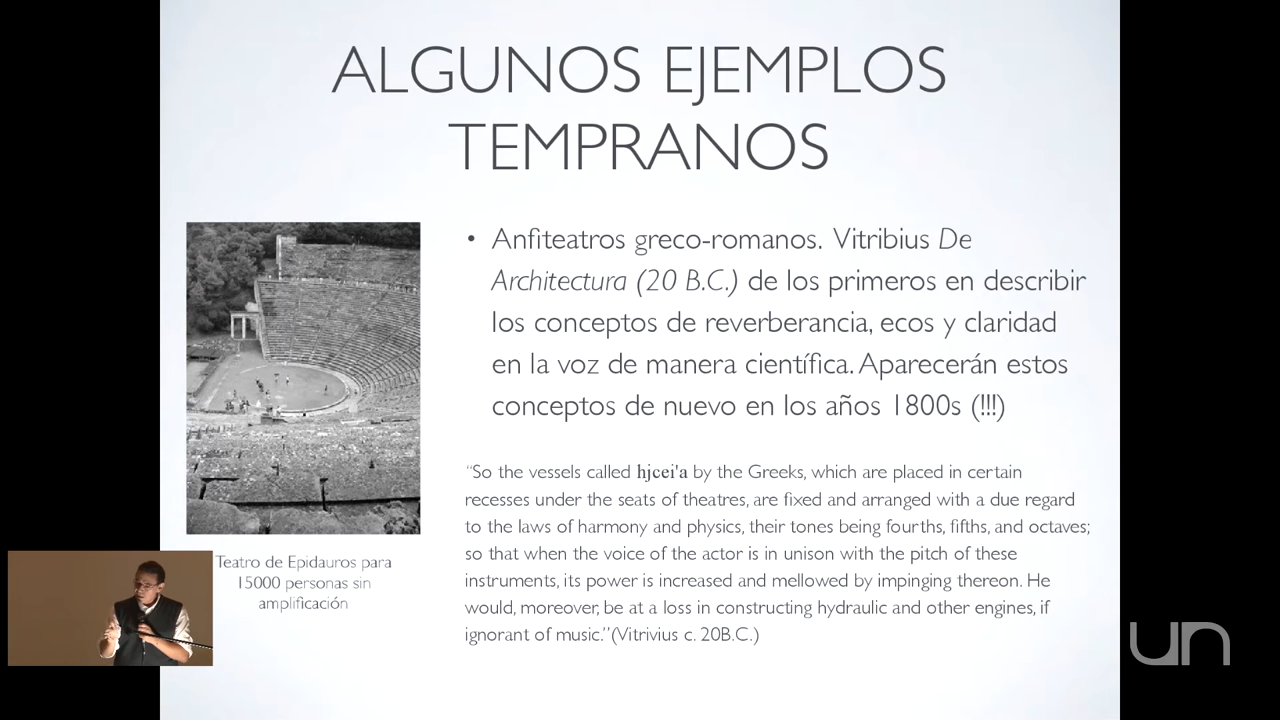 ALGUNOS EJEMPLOS
TEMPRANOS
• Anfiteatros greco-romanos. Vitribius De
Architectura (20 B.C.) de los primeros en describir
los conceptos de reverberancia, ecos y claridad
en la voz de manera científica. Aparecerán estos
conceptos de nuevo en los años 1800s (!!!)
“So the vessels called hjcei'a by the Greeks, which are placed in certain
recesses under the seats of theatres, are fixed and arranged with a due regard
to the laws of harmony and physics, their tones being fourths, fifths, and octaves;
so that when the voice of the actor is in unison with the pitch of these
instruments, its power is increased and mellowed by impinging thereon. He
would, moreover, be at a loss in constructing hydraulic and other engines, if
ignorant of music.”(Vitrivius c. 20B.C.)
Teatro de Epidauros para
15000 personas sin
amplificación
un